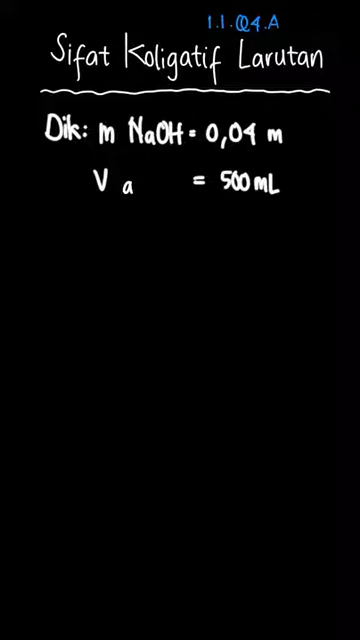 1.1.Q4.A
Sifat Koligatif Larutan
Dik: m NaOH = 0,04 m
V a = 500 mL